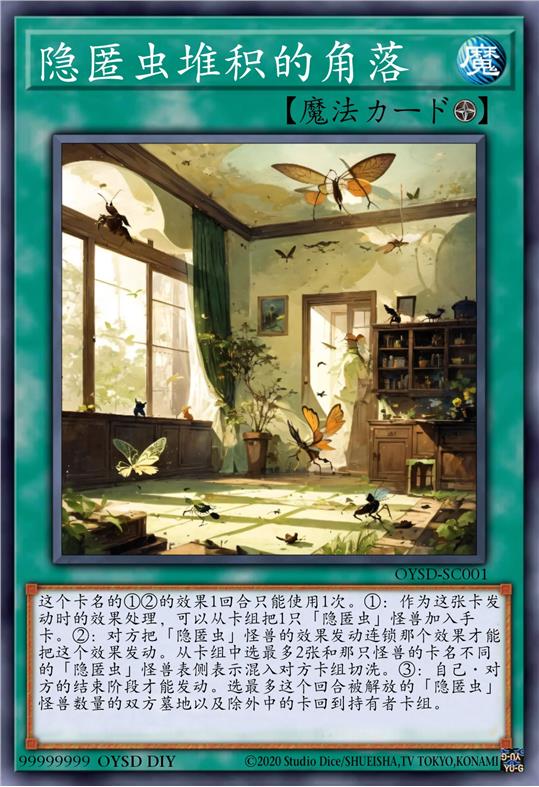 隐匿虫堆积的角落
魔
【魔法カード】
OYSD-SC001
这个卡名的①②的效果1回合只能使用1次。①：作为这张卡发
动时的效果处理，可以从卡组把1只「隐匿虫」怪兽加入手
卡。②：对方把「隐匿虫」怪兽的效果发动连锁那个效果才能
把这个效果发动。从卡组中选最多2张和那只怪兽的卡名不同
的「隐匿虫」怪兽表侧表示混入对方卡组切洗。③：自己·对
方的结束阶段才能发动。选最多这个回合被解放的「隐匿虫」
怪兽数量的双方墓地以及除外中的卡回到持有者卡组。
99999999 OYSD DIY ©2020 Studio Dice/SHUEISHA,TV TOKYO,KONAMI